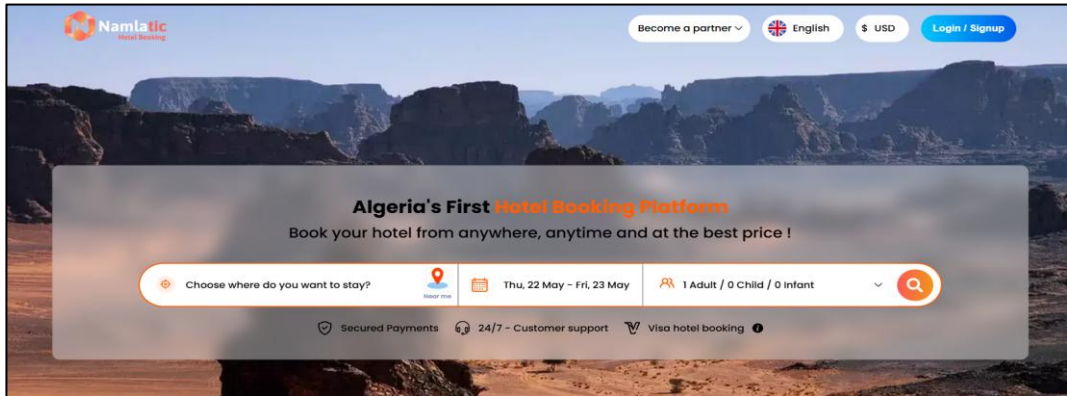 Namlatic
Hotel Booking
Become a partner
English
$ USD
Login / Signup
Algeria's First Hotel Booking Platform
Book your hotel from anywhere, anytime and at the best price !
Choose where do you want to stay?
Near me
Thu, 22 May - Fri, 23 May
1 Adult / 0 Child / 0 Infant
Secured Payments
24/7 - Customer support
Visa hotel booking